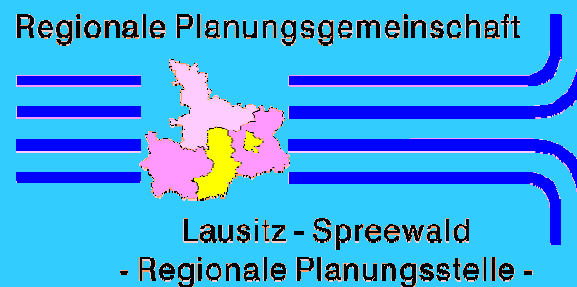 Regionale Planungsgemeinschaft
Lausitz - Spreewald
- Regionale Planungsstelle -